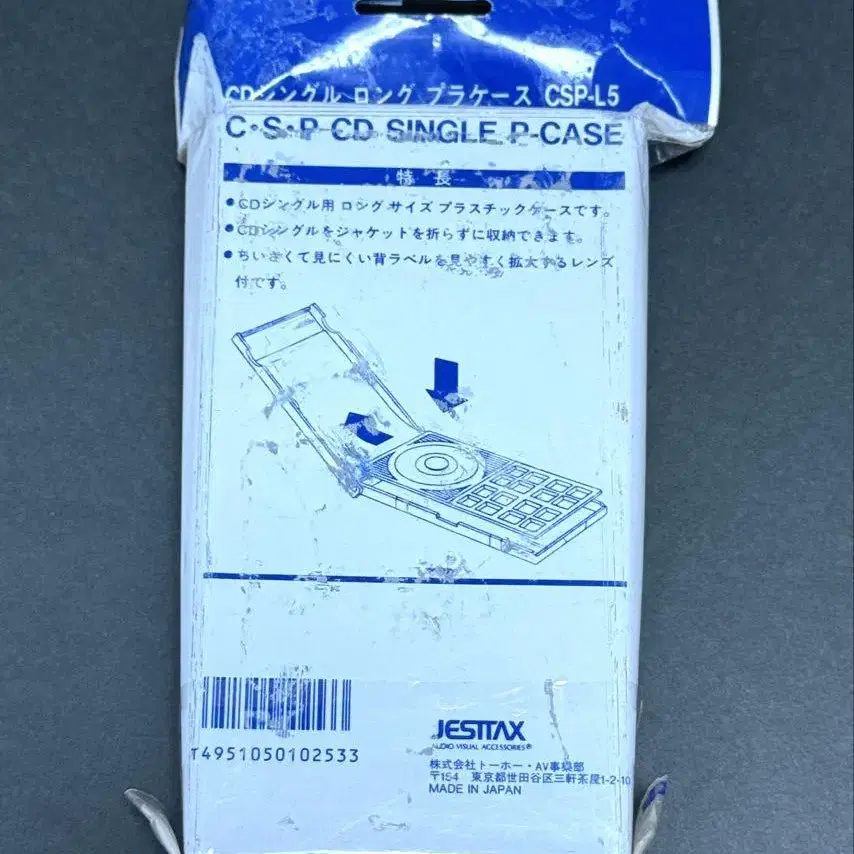 CDシングル ロング プラケース CSP-L5
C・S・P CD SINGLE P-CASE
特 長
●CDシングル用 ロング サイズ プラスチックケースです。
●CDシングルをジャケットを折らずに収納できます。
●ちいさくて見にくい背ラベルを見やすく拡大するレンズ
付です。
T4951050102533
JESTTAX
AUDIO VISUAL ACCESSORIES®
株式会社トーホー・AV事業部
〒154 東京都世田谷区三軒茶屋1-2-10
MADE IN JAPAN